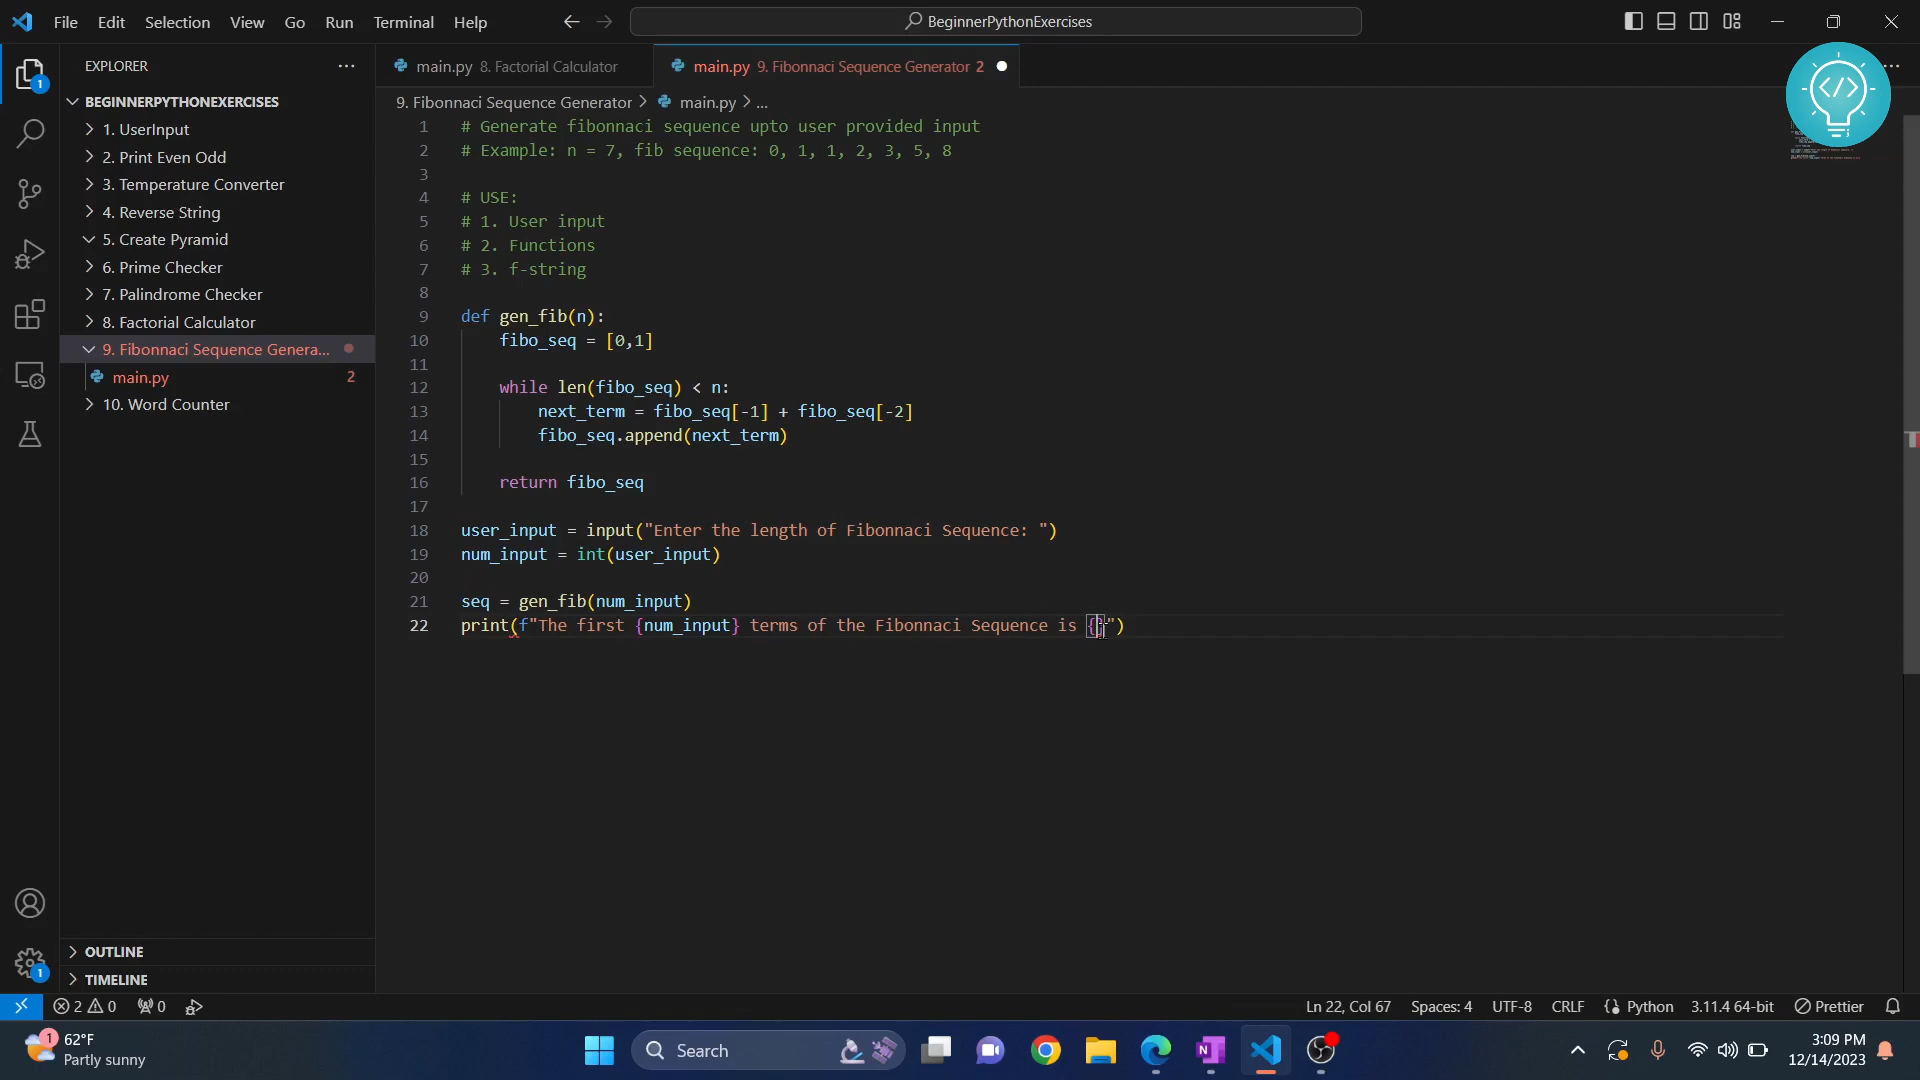 File Edit Selection View Go Run Terminal Help
BeginnerPythonExercises
EXPLORER
BEGINNERPYTHONEXERCISES
1. UserInput
2. Print Even Odd
3. Temperature Converter
4. Reverse String
5. Create Pyramid
6. Prime Checker
7. Palindrome Checker
8. Factorial Calculator
9. Fibonnaci Sequence Genera...
main.py 2
10. Word Counter
OUTLINE
TIMELINE
main.py 8. Factorial Calculator
main.py 9. Fibonnaci Sequence Generator 2
9. Fibonnaci Sequence Generator > main.py > ...
1 # Generate fibonnaci sequence upto user provided input
2 # Example: n = 7, fib sequence: 0, 1, 1, 2, 3, 5, 8
3
4 # USE:
5 # 1. User input
6 # 2. Functions
7 # 3. f-string
8
9 def gen_fib(n):
10 fibo_seq = [0,1]
11
12 while len(fibo_seq) < n:
13 next_term = fibo_seq[-1] + fibo_seq[-2]
14 fibo_seq.append(next_term)
15
16 return fibo_seq
17
18 user_input = input("Enter the length of Fibonnaci Sequence: ")
19 num_input = int(user_input)
20
21 seq = gen_fib(num_input)
22 print(f"The first {num_input} terms of the Fibonnaci Sequence is {}")
</>
1
1
2 0 0
Ln 22, Col 67 Spaces: 4 UTF-8 CRLF Python 3.11.4 64-bit Prettier
1
62°F
Partly sunny
Search
3:09 PM
12/14/2023